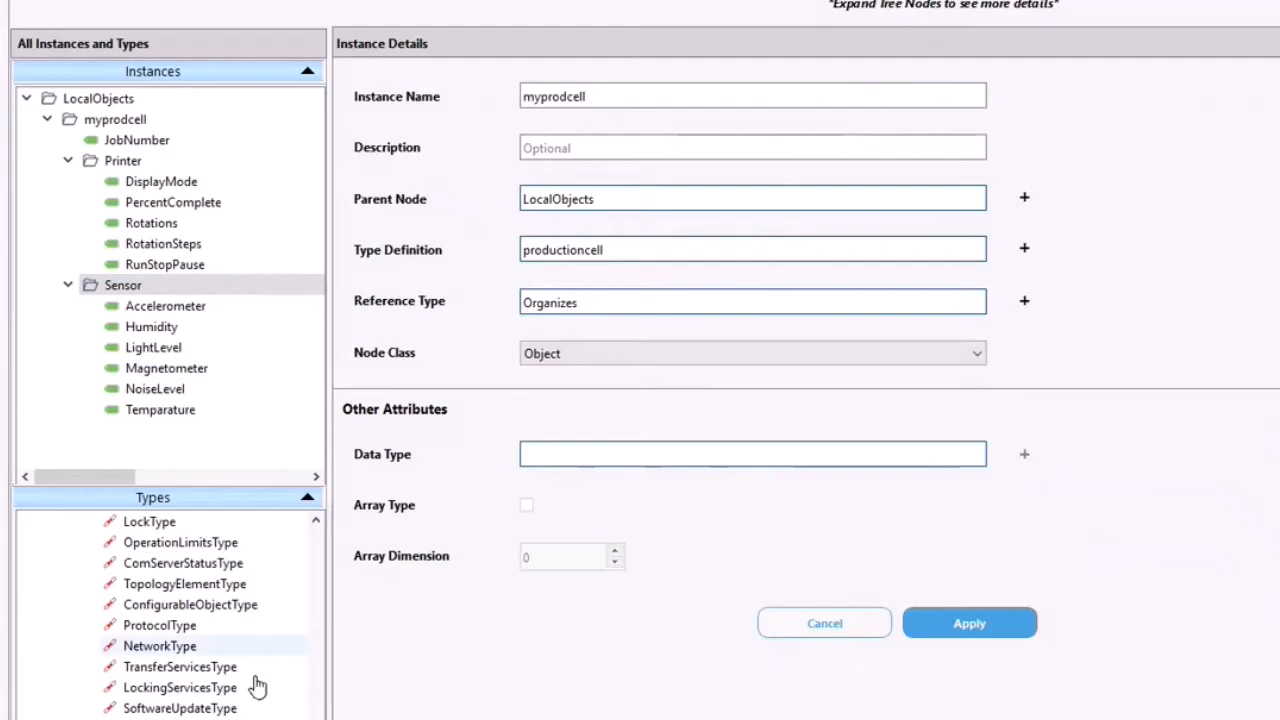 *Expand Tree Nodes to see more details*
All Instances and Types
Instances
LocalObjects
myprodcell
JobNumber
Printer
DisplayMode
PercentComplete
Rotations
RotationSteps
RunStopPause
Sensor
Accelerometer
Humidity
LightLevel
Magnetometer
NoiseLevel
Temparature
Types
LockType
OperationLimitsType
ComServerStatusType
TopologyElementType
ConfigurableObjectType
ProtocolType
NetworkType
TransferServicesType
LockingServicesType
SoftwareUpdateType
Instance Details
Instance Name myprodcell
Description Optional
Parent Node LocalObjects +
Type Definition productioncell +
Reference Type Organizes +
Node Class Object
Other Attributes
Data Type +
Array Type
Array Dimension 0
Cancel Apply